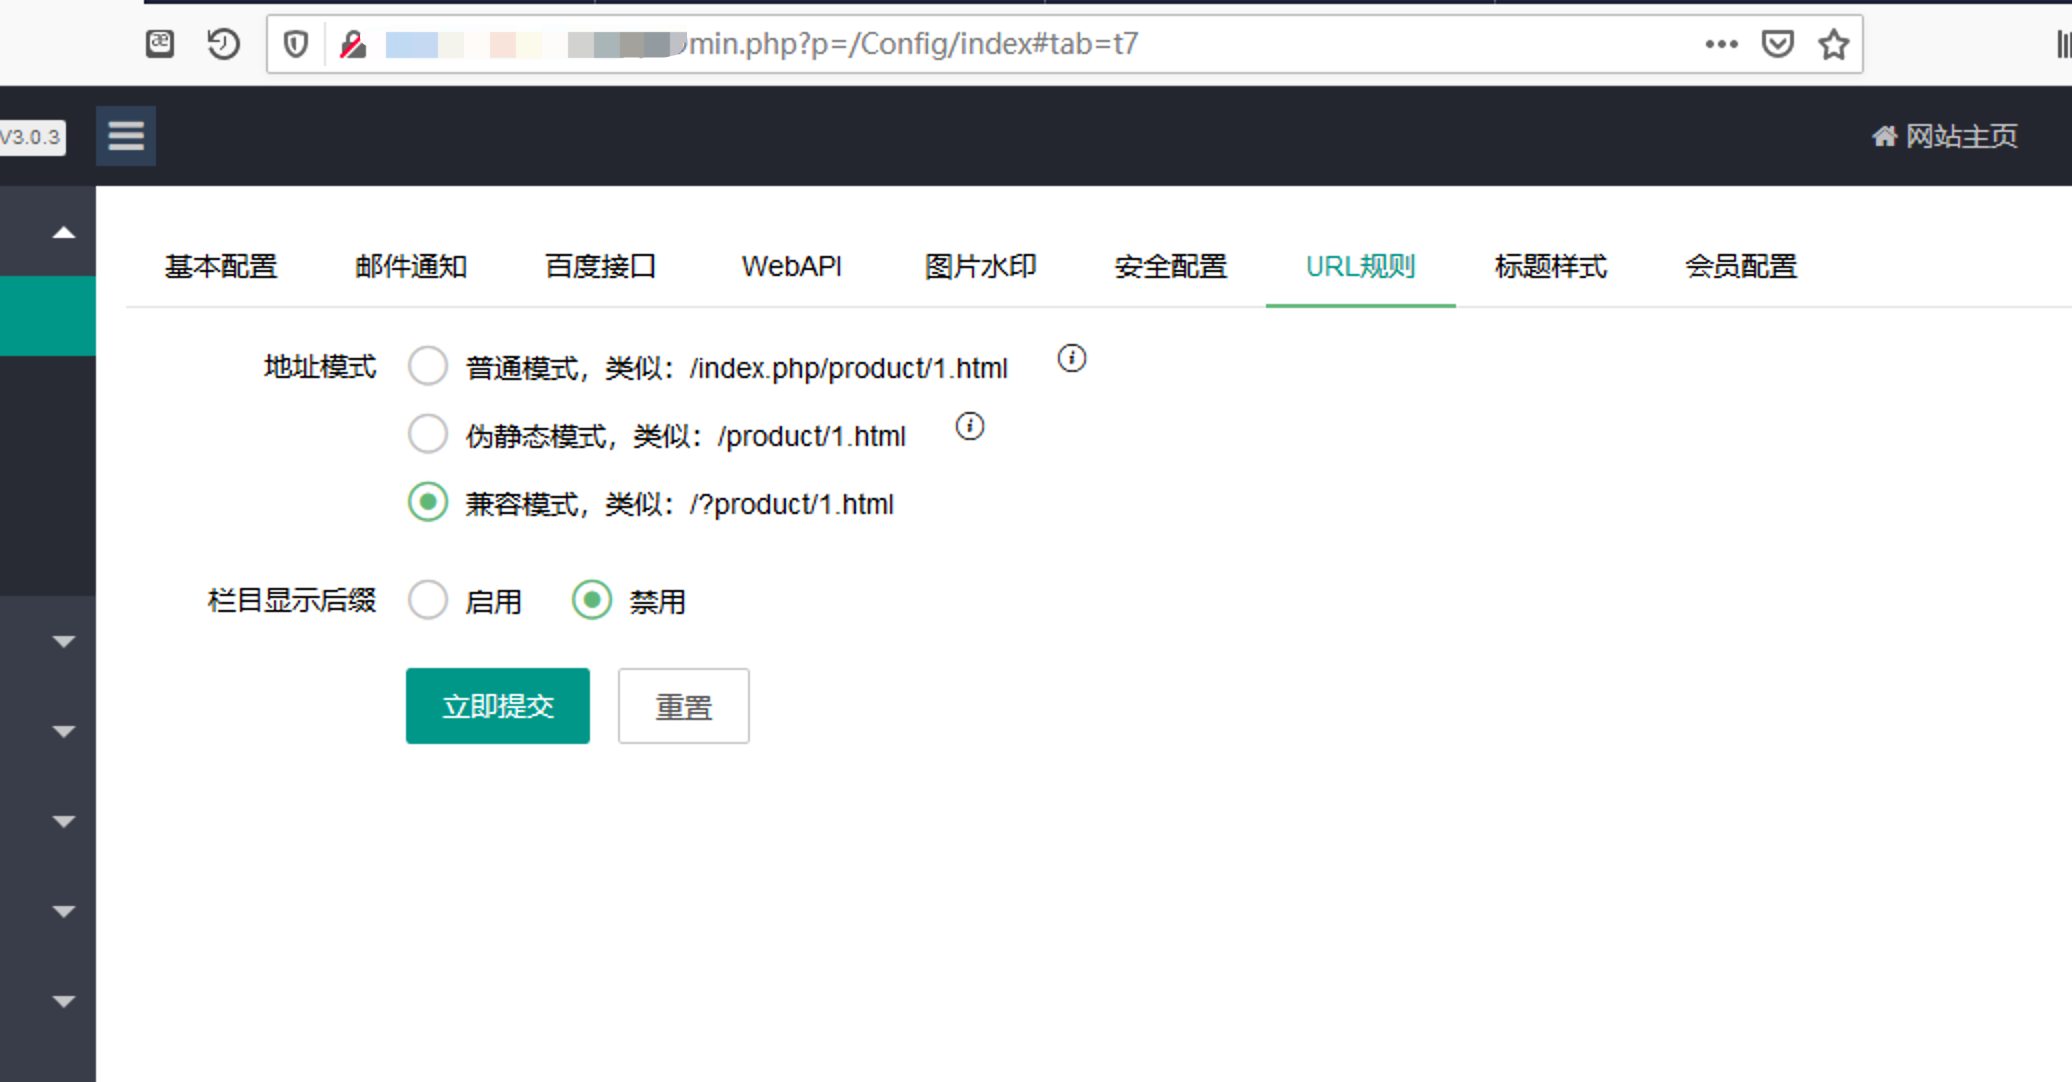 min.php?p=/Config/index#tab=t7
V3.0.3
网站主页
基本配置 邮件通知 百度接口 WebAPI 图片水印 安全配置 URL规则 标题样式 会员配置
地址模式 普通模式，类似：/index.php/product/1.html
伪静态模式，类似：/product/1.html
兼容模式，类似：/?product/1.html
栏目显示后缀 启用 禁用
立即提交 重置